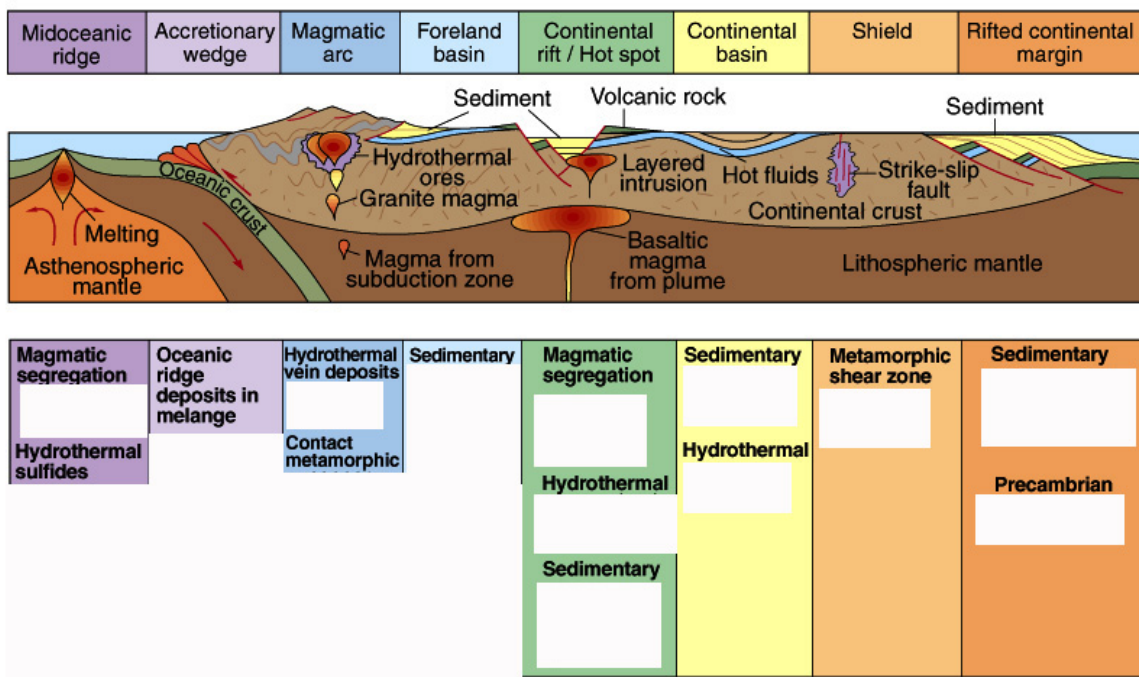 Midoceanic
ridge
Accretionary
wedge
Magmatic
arc
Foreland
basin
Continental
rift / Hot spot
Continental
basin
Shield
Rifted continental
margin
Sediment
Volcanic rock
Sediment
Hydrothermal
ores
Granite magma
Layered
intrusion
Hot fluids
Strike-slip
fault
Continental crust
Oceanic crust
Melting
Asthenospheric
mantle
Magma from
subduction zone
Basaltic
magma
from plume
Lithospheric mantle
Magmatic
segregation
Hydrothermal
sulfides
Oceanic
ridge
deposits in
melange
Hydrothermal
vein deposits
Contact
metamorphic
Sedimentary
Magmatic
segregation
Hydrothermal
Sedimentary
Sedimentary
Hydrothermal
Metamorphic
shear zone
Sedimentary
Precambrian